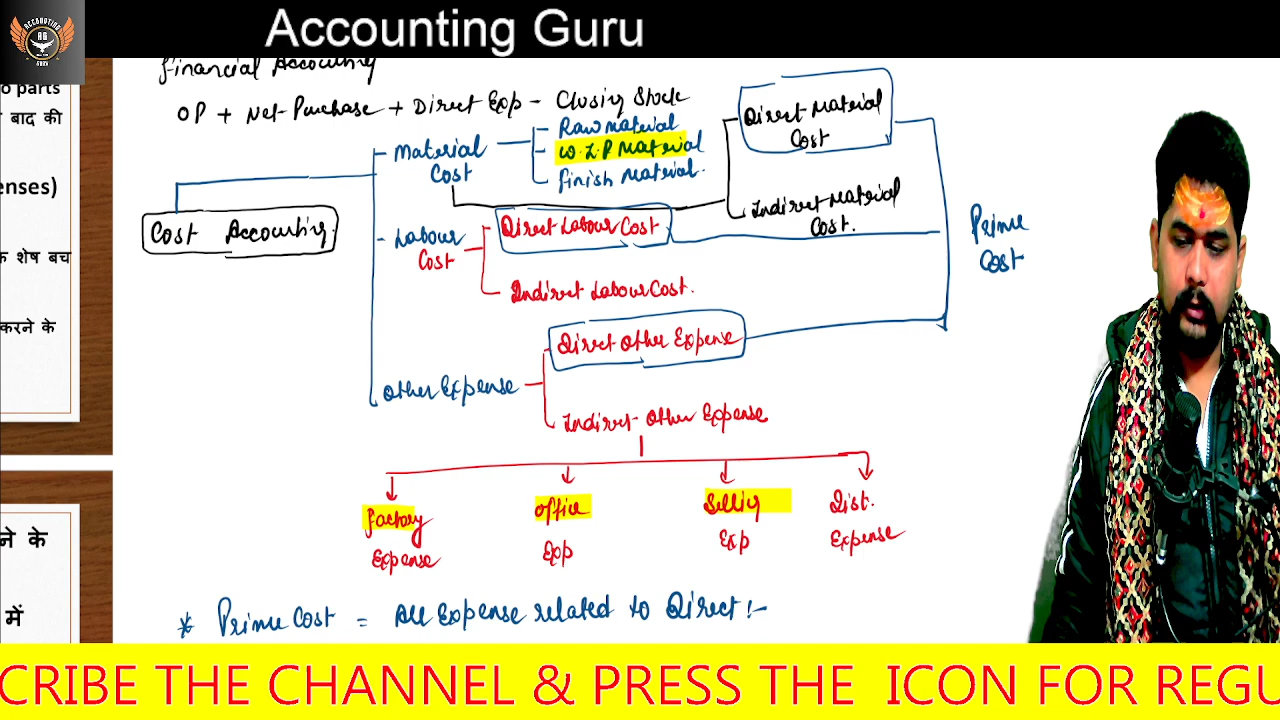 ACCOUNTING
AG
GURU
Accounting Guru
o parts
बाद की
enses)
क शेष बच
करने के
ने के
में
Financial Accounting
OP + Net Purchase + Direct Exp - Closing Stock
Material Cost
Raw material
W.I.P Material
Finish Material.
Direct Material Cost
Indirect Material Cost.
Cost Accounting
Labour Cost
Direct Labour Cost
Indirect Labour Cost.
Prime Cost
Other Expense
Direct Other Expense
Indirect Other Expense
Factory Expense
Office Exp
Selling Exp
Dist. Expense
* Prime Cost = All Expense related to Direct :-
CRIBE THE CHANNEL & PRESS THE ICON FOR REGU